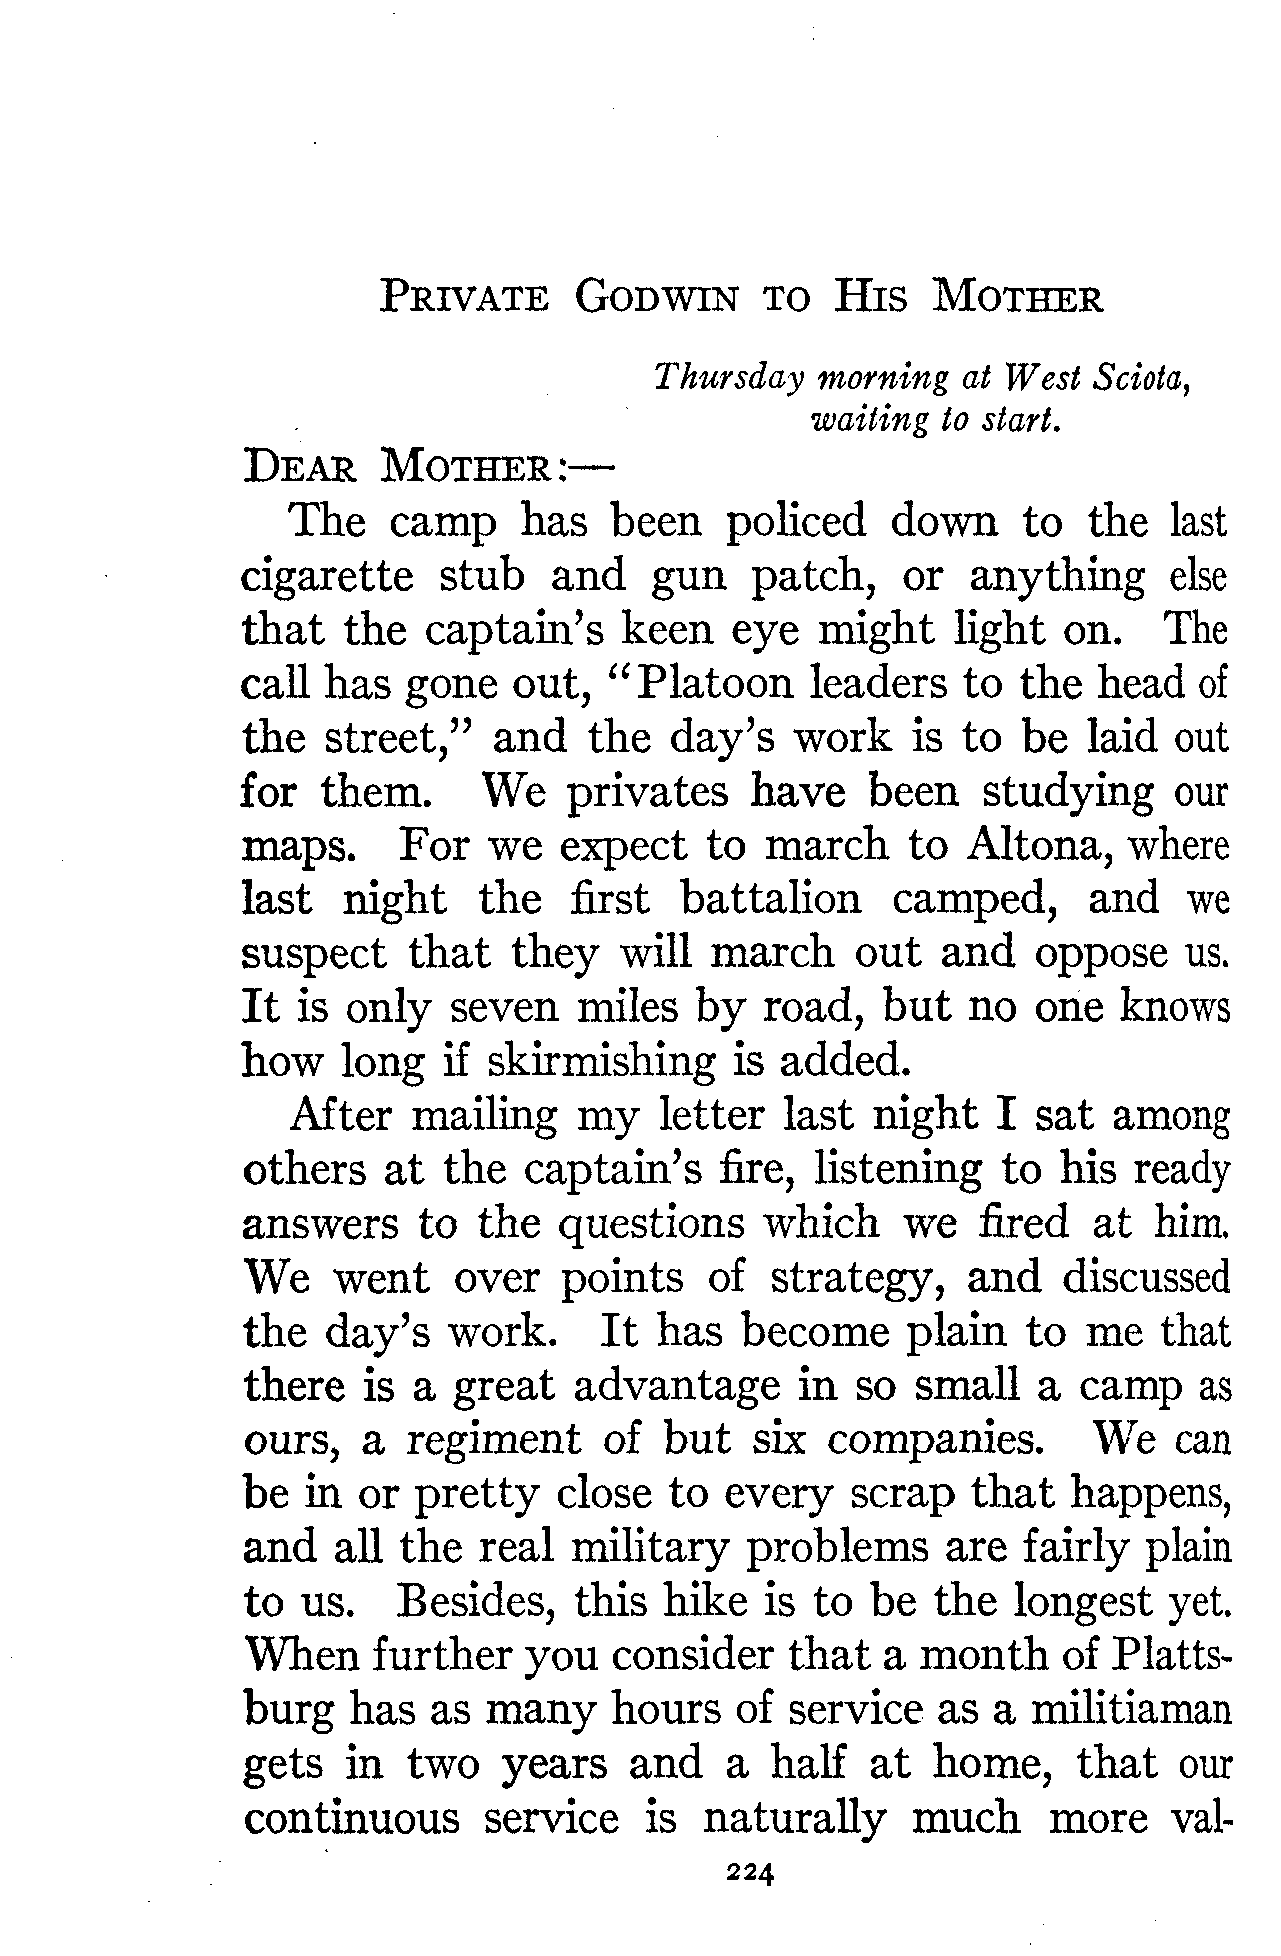 PRIVATE GODWIN TO HIS MOTHER
Thursday morning at West Sciota,
waiting to start.
DEAR MOTHER:—
The camp has been policed down to the last
cigarette stub and gun patch, or anything else
that the captain's keen eye might light on. The
call has gone out, "Platoon leaders to the head of
the street," and the day's work is to be laid out
for them. We privates have been studying our
maps. For we expect to march to Altona, where
last night the first battalion camped, and we
suspect that they will march out and oppose us.
It is only seven miles by road, but no one knows
how long if skirmishing is added.
After mailing my letter last night I sat among
others at the captain's fire, listening to his ready
answers to the questions which we fired at him.
We went over points of strategy, and discussed
the day's work. It has become plain to me that
there is a great advantage in so small a camp as
ours, a regiment of but six companies. We can
be in or pretty close to every scrap that happens,
and all the real military problems are fairly plain
to us. Besides, this hike is to be the longest yet.
When further you consider that a month of Platts-
burg has as many hours of service as a militiaman
gets in two years and a half at home, that our
continuous service is naturally much more val-
224